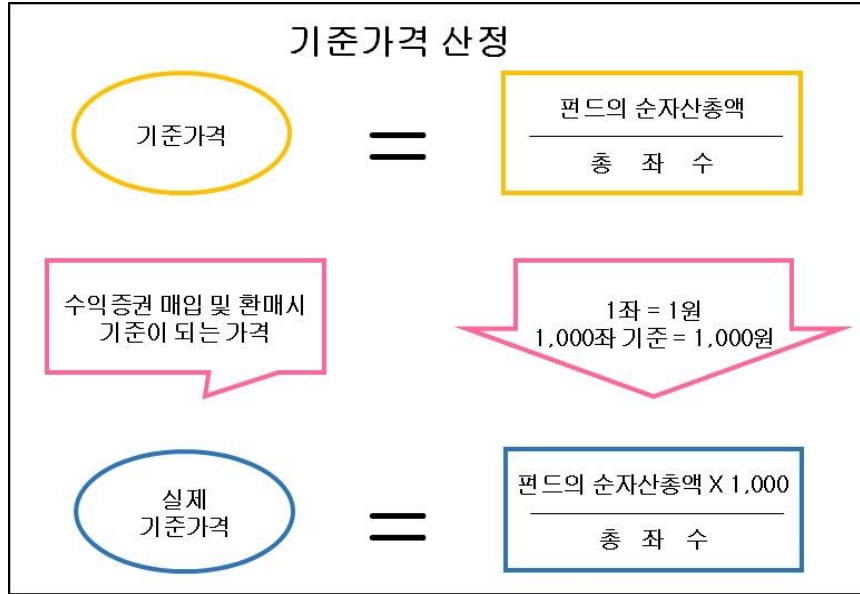 기준가격 산정
기준가격
=
펀드의 순자산총액
총 좌 수
수익증권 매입 및 환매시
기준이 되는 가격
1좌 = 1원
1,000좌 기준 = 1,000원
실제
기준가격
=
펀드의 순자산총액 X 1,000
총 좌 수